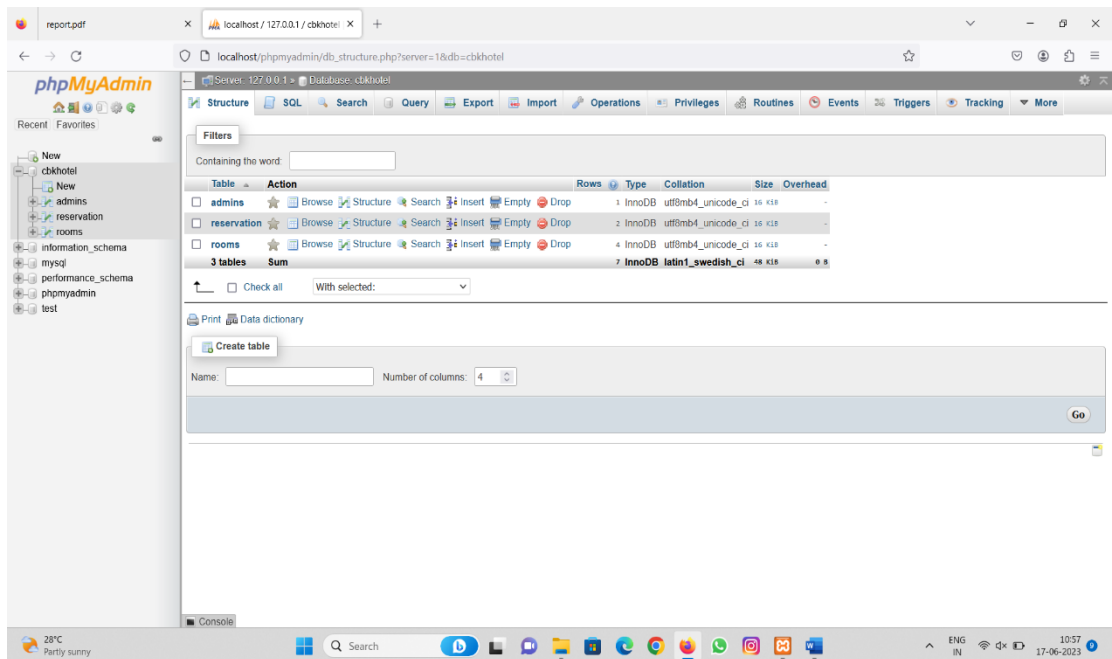 report.pdf
localhost / 127.0.0.1 / cbkhotel
localhost/phpmyadmin/db_structure.php?server=1&db=cbkhotel
phpMyAdmin
Recent Favorites
New
cbkhotel
New
admins
reservation
rooms
information_schema
mysql
performance_schema
phpmyadmin
test
Server: 127.0.0.1 » Database: cbkhotel
Structure SQL Search Query Export Import Operations Privileges Routines Events Triggers Tracking More
Filters
Containing the word:
Table Action Rows Type Collation Size Overhead
admins Browse Structure Search Insert Empty Drop 1 InnoDB utf8mb4_unicode_ci 16 KiB -
reservation Browse Structure Search Insert Empty Drop 2 InnoDB utf8mb4_unicode_ci 16 KiB -
rooms Browse Structure Search Insert Empty Drop 4 InnoDB utf8mb4_unicode_ci 16 KiB -
3 tables Sum 7 InnoDB latin1_swedish_ci 48 KiB 0 B
Check all With selected:
Print Data dictionary
Create table
Name: Number of columns: 4
Go
Console
28°C
Partly sunny
Search
ENG
IN
10:57
17-06-2023